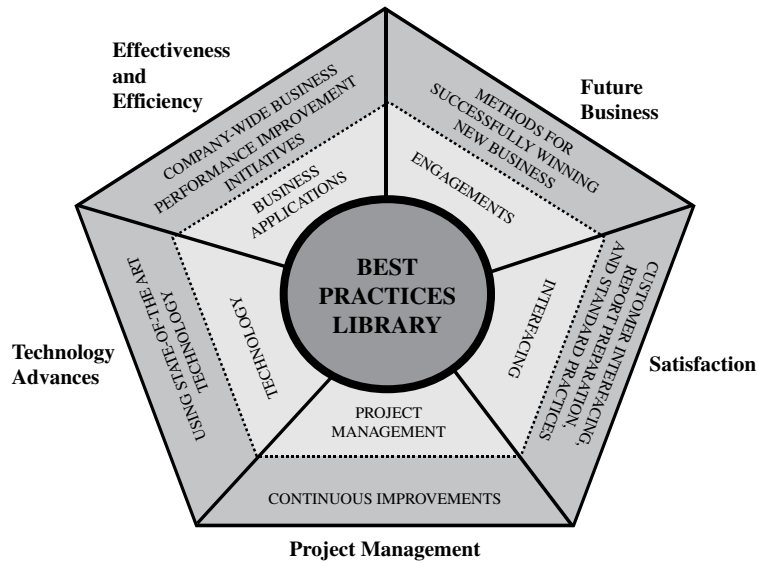 Effectiveness
and
Efficiency
COMPANY-WIDE BUSINESS
PERFORMANCE IMPROVEMENT
INITIATIVES
BUSINESS
APPLICATIONS
Future
Business
METHODS FOR
SUCCESSFULLY WINNING
NEW BUSINESS
ENGAGEMENTS
BEST
PRACTICES
LIBRARY
Technology
Advances
USING STATE-OF-THE ART
TECHNOLOGY
TECHNOLOGY
INTERFACING
CUSTOMER INTERFACING,
REPORT PREPARATION,
AND STANDARD PRACTICES
Satisfaction
PROJECT
MANAGEMENT
CONTINUOUS IMPROVEMENTS
Project Management